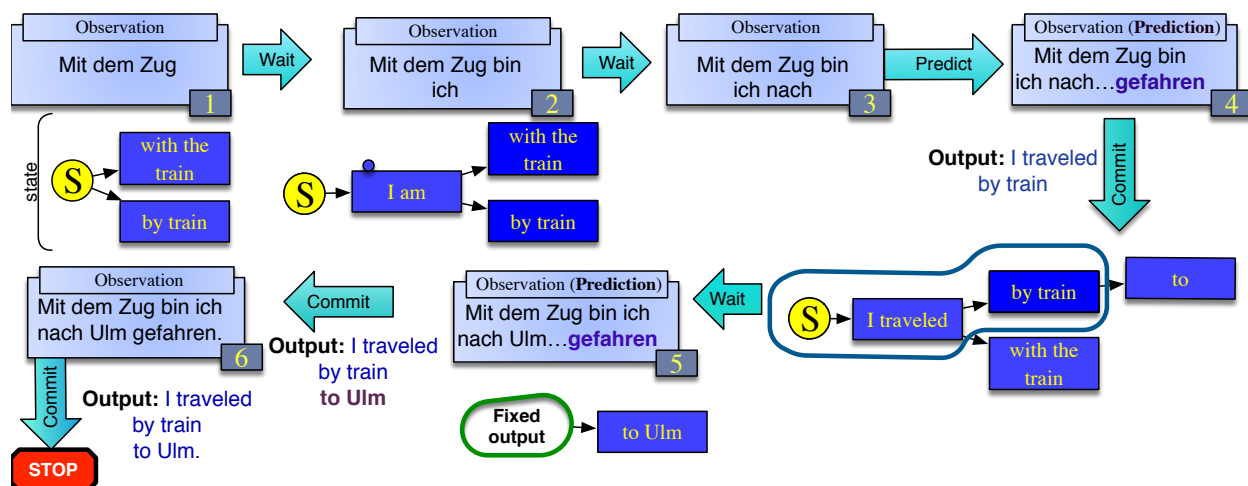 Observation
Mit dem Zug
1
Wait
Observation
Mit dem Zug bin
ich
2
Wait
Observation
Mit dem Zug bin
ich nach
3
Predict
Observation (Prediction)
Mit dem Zug bin
ich nach...gefahren
4
state
S
with the
train
by train
S
I am
with the
train
by train
Output: I traveled
by train
Commit
S
I traveled
by train
to
with the
train
Wait
Observation (Prediction)
Mit dem Zug bin ich
nach Ulm...gefahren
5
Fixed
output
to Ulm
Commit
Output: I traveled
by train
to Ulm
Observation
Mit dem Zug bin ich
nach Ulm gefahren.
6
Commit
Output: I traveled
by train
to Ulm.
STOP